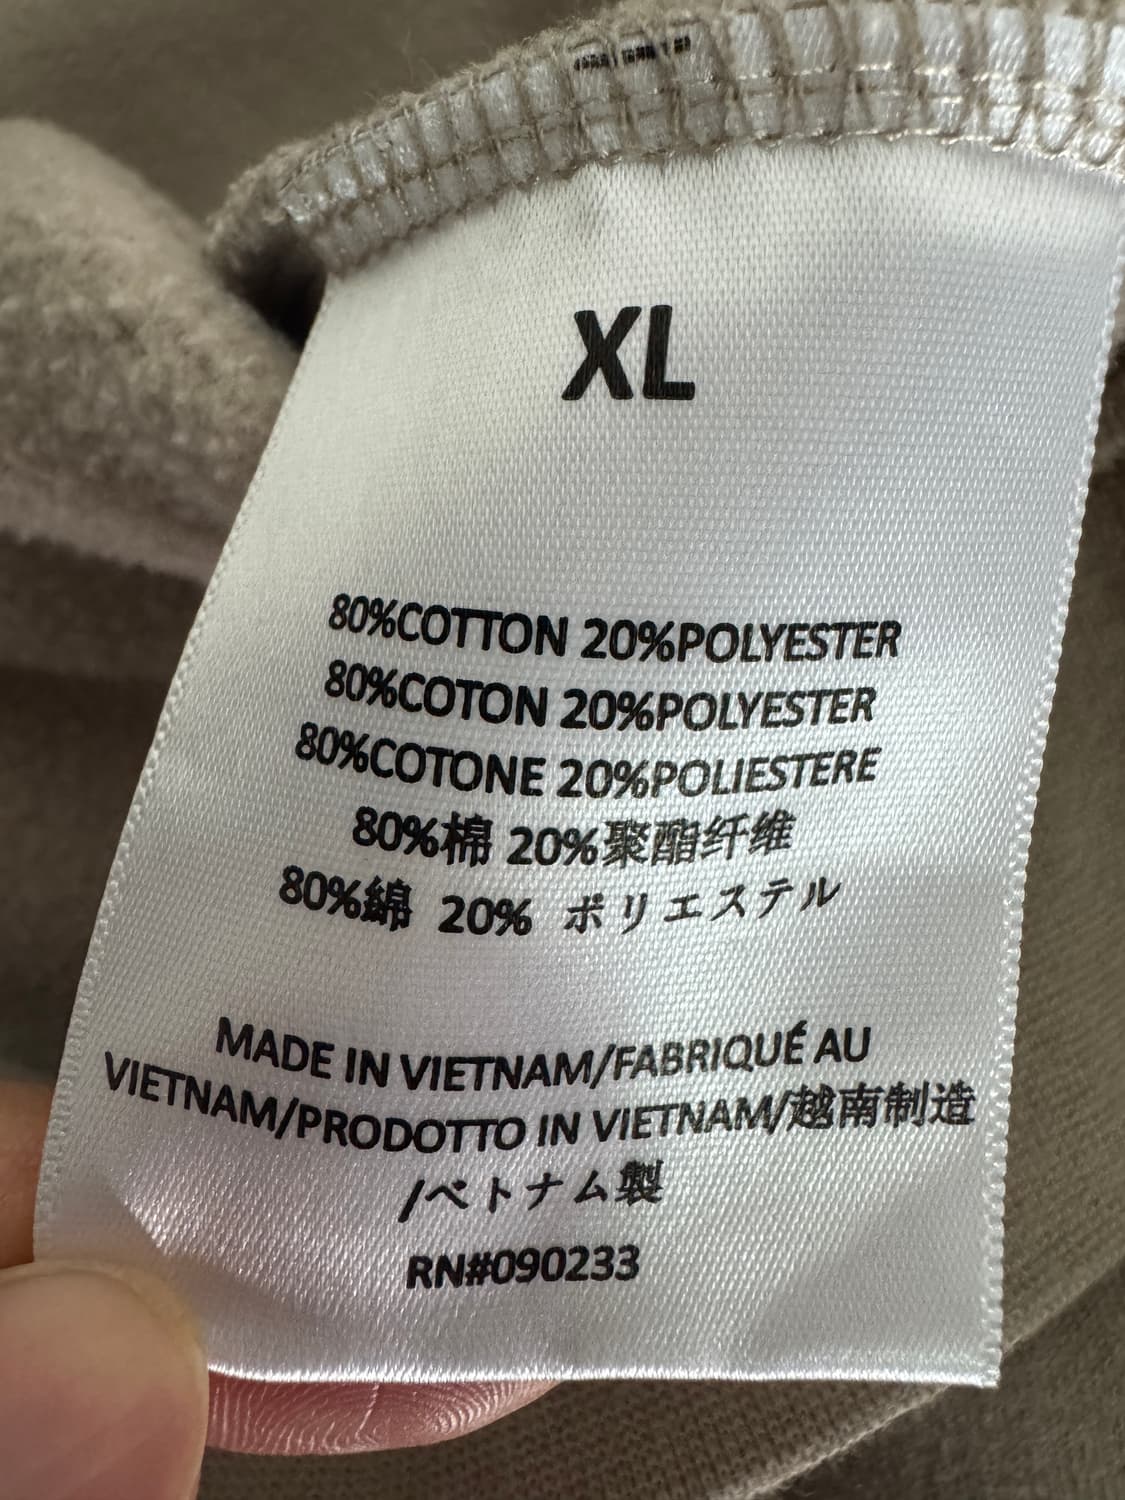 XL
80%COTTON 20%POLYESTER
80%COTON 20%POLYESTER
80%COTONE 20%POLIESTERE
80%棉 20%聚酯纤维
80%綿 20% ポリエステル
MADE IN VIETNAM/FABRIQUÉ AU
VIETNAM/PRODOTTO IN VIETNAM/越南制造
/ベトナム製
RN#090233